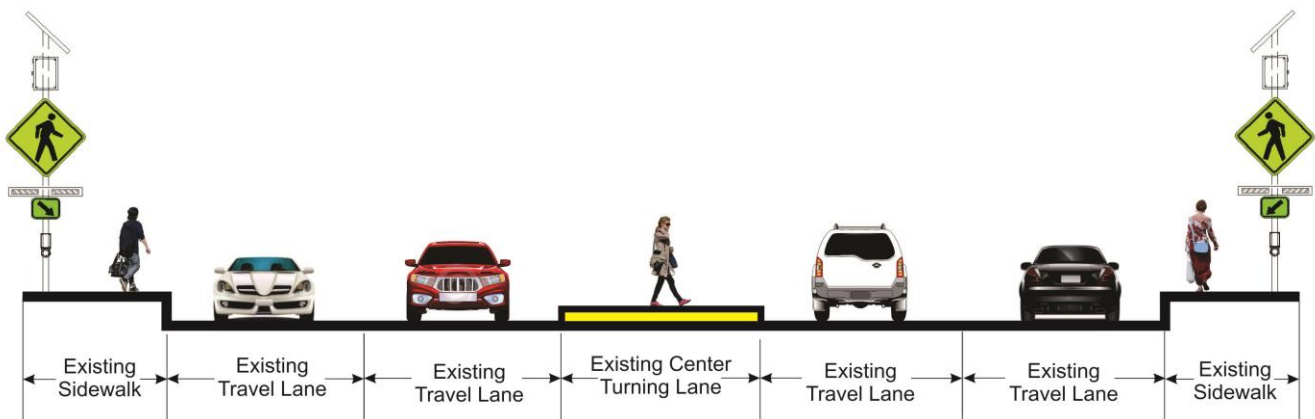 Existing
Sidewalk
Existing
Travel Lane
Existing
Travel Lane
Existing Center
Turning Lane
Existing
Travel Lane
Existing
Travel Lane
Existing
Sidewalk